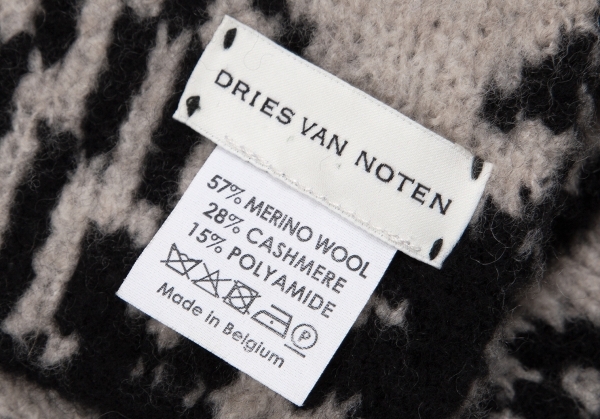 DRIES VAN NOTEN
57% MERINO WOOL
28% CASHMERE
15% POLYAMIDE
P
Made in Belgium